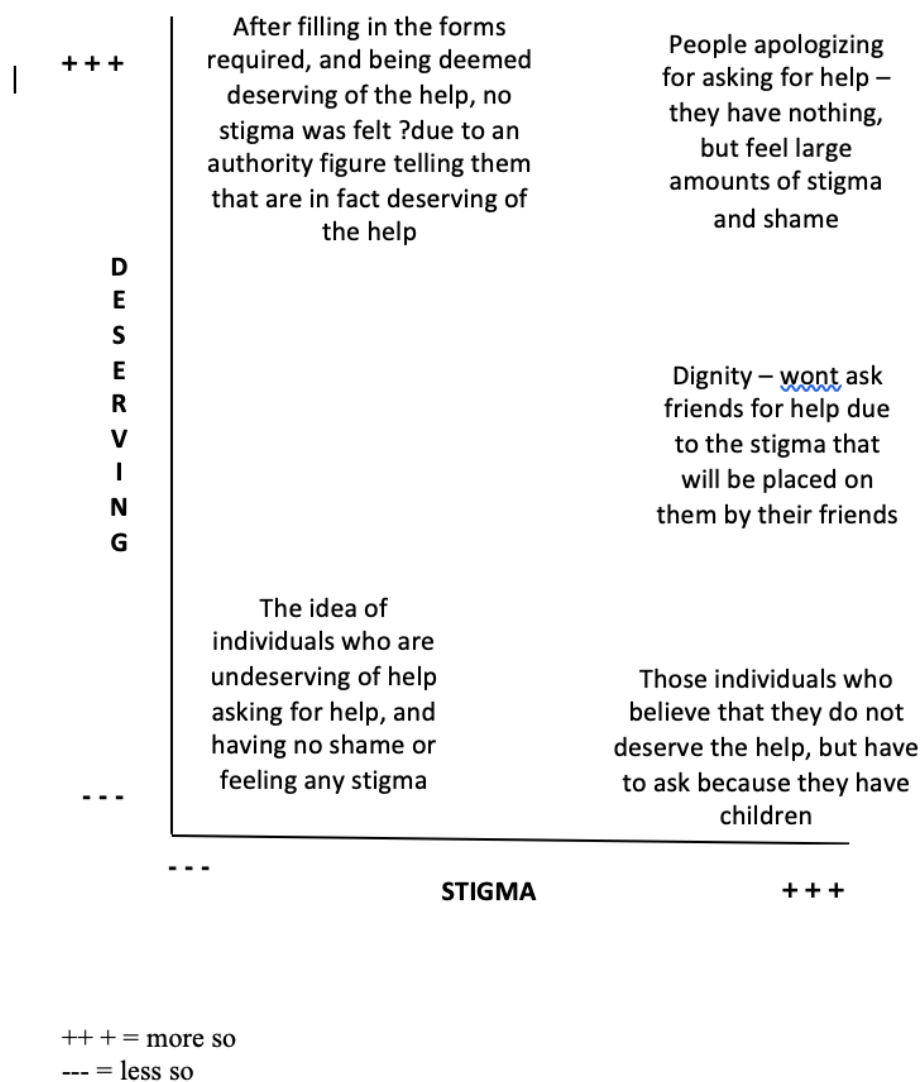 +++
After filling in the forms
required, and being deemed
deserving of the help, no
stigma was felt ?due to an
authority figure telling them
that are in fact deserving of
the help
People apologizing
for asking for help –
they have nothing,
but feel large
amounts of stigma
and shame
D
E
S
E
R
V
I
N
G
Dignity – wont ask
friends for help due
to the stigma that
will be placed on
them by their friends
The idea of
individuals who are
undeserving of help
asking for help, and
having no shame or
feeling any stigma
Those individuals who
believe that they do not
deserve the help, but have
to ask because they have
children
---
---
STIGMA
+++
++ + = more so
--- = less so